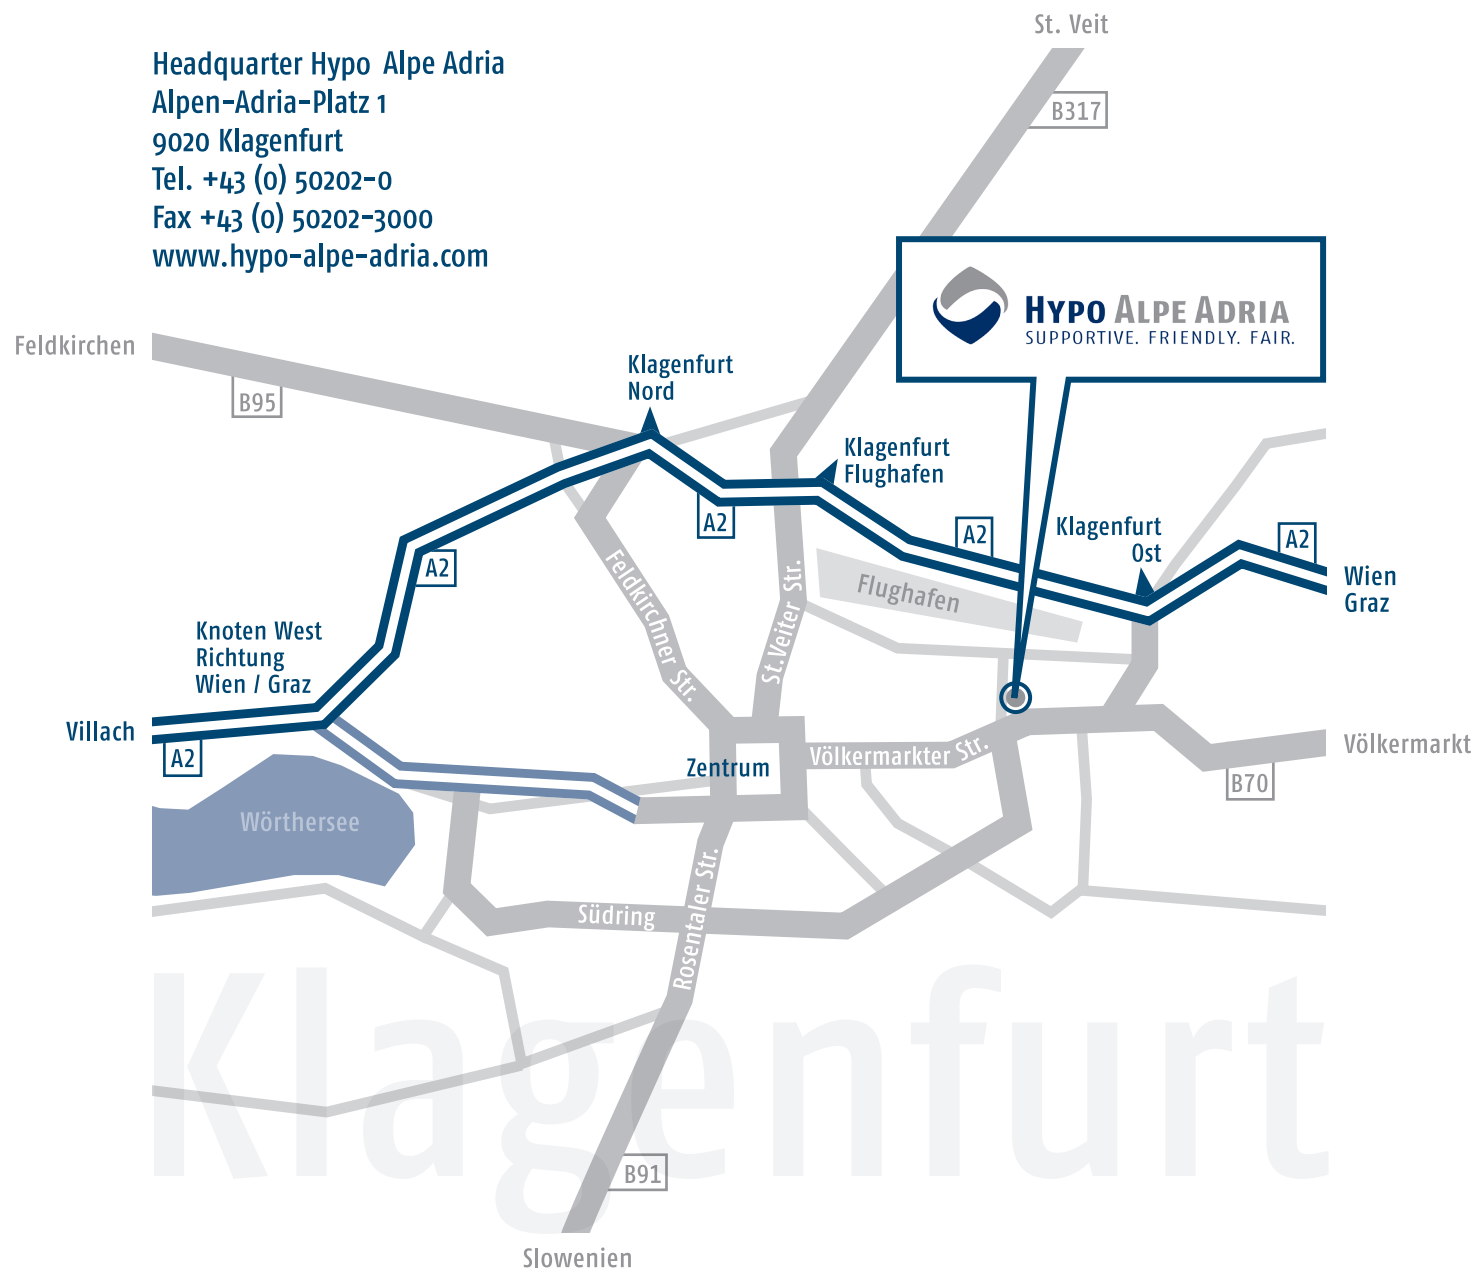 St. Veit
Headquarter Hypo Alpe Adria
Alpen-Adria-Platz 1
9020 Klagenfurt
Tel. +43 (0) 50202-0
Fax +43 (0) 50202-3000
www.hypo-alpe-adria.com
B317
HYPO ALPE ADRIA
SUPPORTIVE. FRIENDLY. FAIR.
Feldkirchen
B95
Klagenfurt
Nord
Klagenfurt
Flughafen
A2
A2
Klagenfurt
Ost
A2
A2
Wien
Graz
Feldkirchner Str.
St.Veiter Str.
Flughafen
Knoten West
Richtung
Wien / Graz
Villach
A2
Zentrum
Völkermarkter Str.
Völkermarkt
B70
Wörthersee
Südring
Rosentaler Str.
Klagenfurt
B91
Slowenien